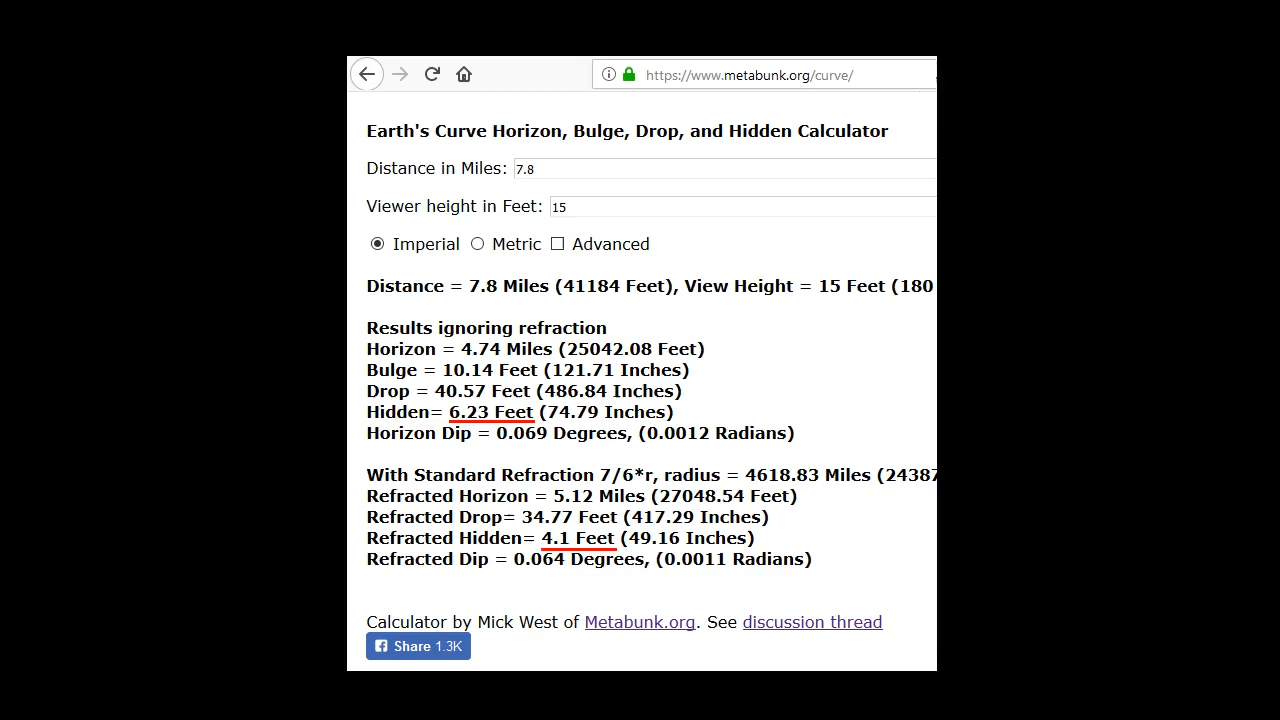 https://www.metabunk.org/curve/
Earth's Curve Horizon, Bulge, Drop, and Hidden Calculator
Distance in Miles: 7.8
Viewer height in Feet: 15
Imperial Metric Advanced
Distance = 7.8 Miles (41184 Feet), View Height = 15 Feet (180
Results ignoring refraction
Horizon = 4.74 Miles (25042.08 Feet)
Bulge = 10.14 Feet (121.71 Inches)
Drop = 40.57 Feet (486.84 Inches)
Hidden= 6.23 Feet (74.79 Inches)
Horizon Dip = 0.069 Degrees, (0.0012 Radians)
With Standard Refraction 7/6*r, radius = 4618.83 Miles (24387
Refracted Horizon = 5.12 Miles (27048.54 Feet)
Refracted Drop= 34.77 Feet (417.29 Inches)
Refracted Hidden= 4.1 Feet (49.16 Inches)
Refracted Dip = 0.064 Degrees, (0.0011 Radians)
Calculator by Mick West of Metabunk.org. See discussion thread
Share 1.3K